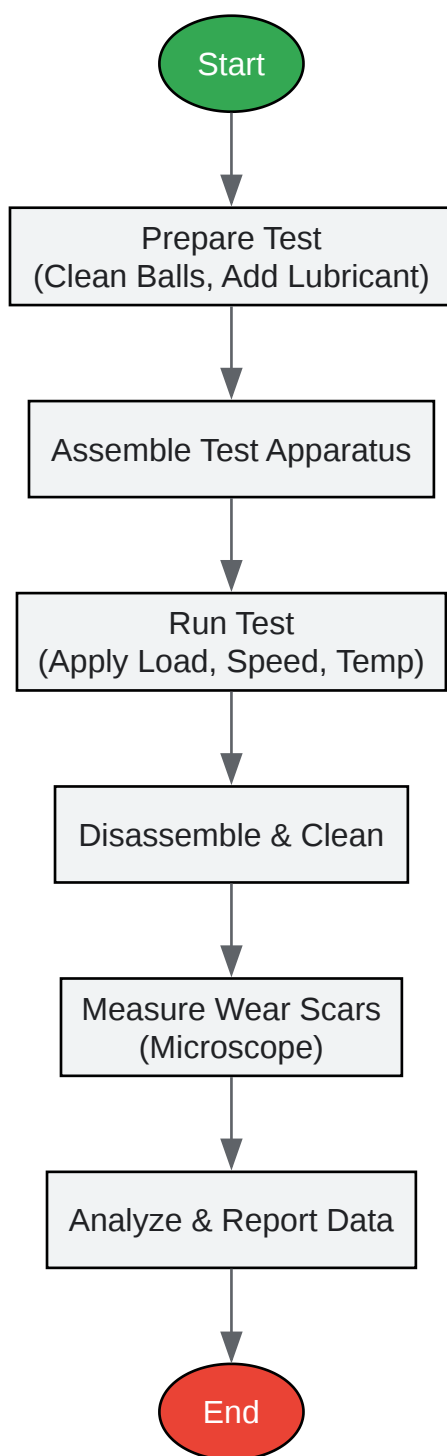 Start
Prepare Test
(Clean Balls, Add Lubricant)
Assemble Test Apparatus
Run Test
(Apply Load, Speed, Temp)
Disassemble & Clean
Measure Wear Scars
(Microscope)
Analyze & Report Data
End